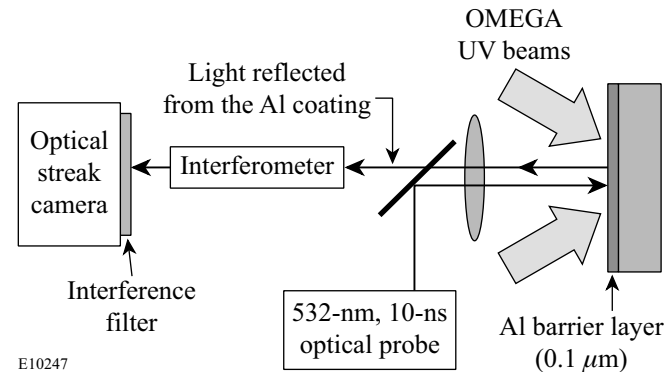 OMEGA
UV beams
Light reflected
from the Al coating
Optical
streak
camera
Interferometer
Interference
filter
532-nm, 10-ns
optical probe
Al barrier layer
(0.1 μm)
E10247